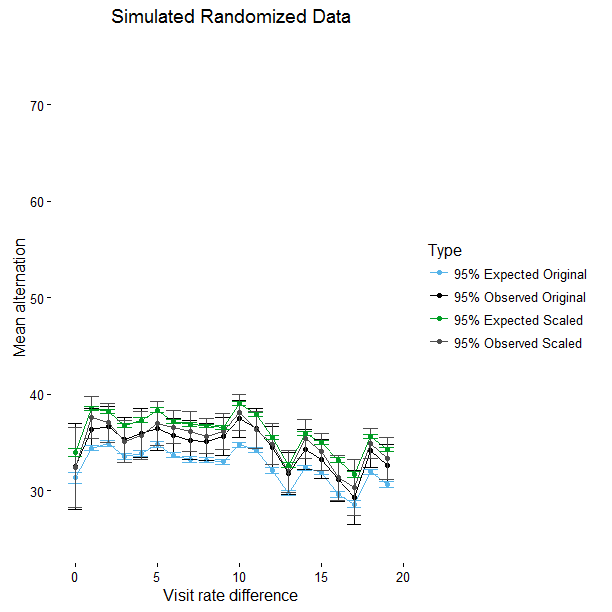 Simulated Randomized Data
Mean alternation
70
60
50
40
30
0
5
10
15
20
Visit rate difference
Type
95% Expected Original
95% Observed Original
95% Expected Scaled
95% Observed Scaled